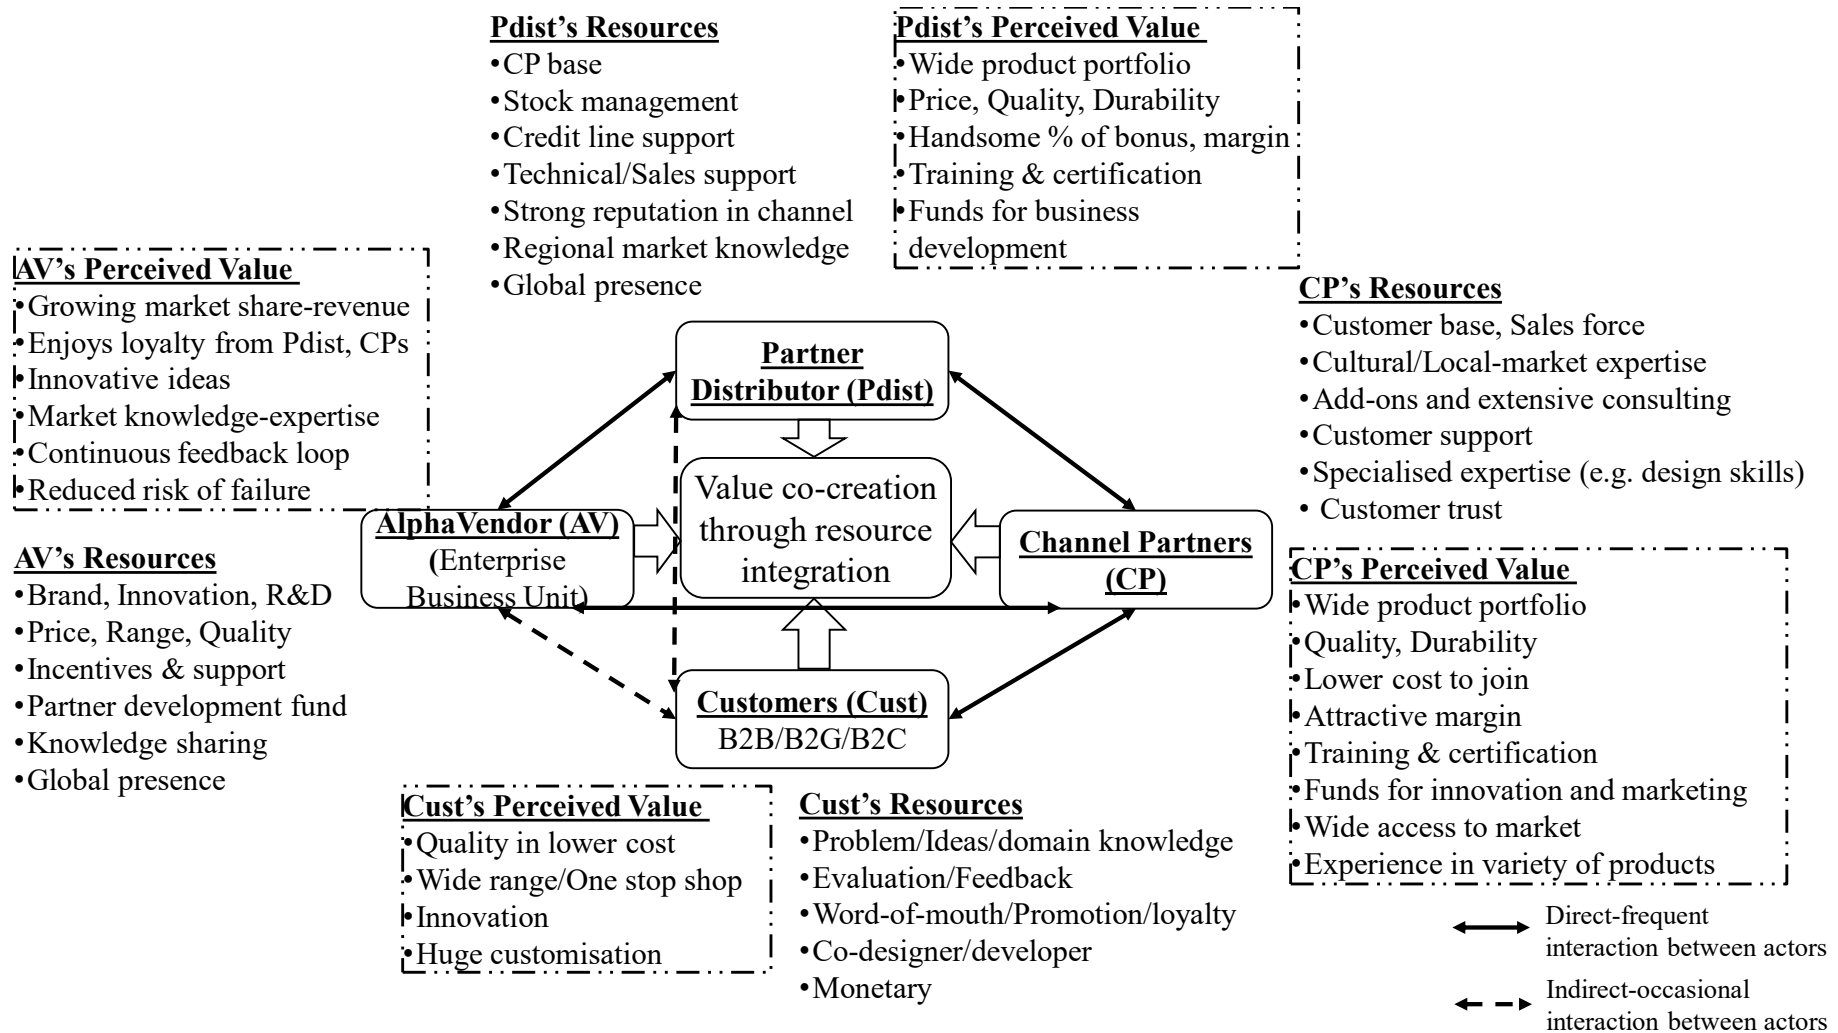 Pdist’s Resources
•CP base
•Stock management
•Credit line support
•Technical/Sales support
•Strong reputation in channel
•Regional market knowledge
•Global presence
Pdist’s Perceived Value
•Wide product portfolio
•Price, Quality, Durability
•Handsome % of bonus, margin
•Training & certification
•Funds for business
development
AV’s Perceived Value
•Growing market share-revenue
•Enjoys loyalty from Pdist, CPs
•Innovative ideas
•Market knowledge-expertise
•Continuous feedback loop
•Reduced risk of failure
CP’s Resources
•Customer base, Sales force
•Cultural/Local-market expertise
•Add-ons and extensive consulting
•Customer support
•Specialised expertise (e.g. design skills)
• Customer trust
Partner
Distributor (Pdist)
AlphaVendor (AV)
(Enterprise
Business Unit)
Value co-creation
through resource
integration
Channel Partners
(CP)
Customers (Cust)
B2B/B2G/B2C
AV’s Resources
•Brand, Innovation, R&D
•Price, Range, Quality
•Incentives & support
•Partner development fund
•Knowledge sharing
•Global presence
CP’s Perceived Value
•Wide product portfolio
•Quality, Durability
•Lower cost to join
•Attractive margin
•Training & certification
•Funds for innovation and marketing
•Wide access to market
•Experience in variety of products
Cust’s Perceived Value
•Quality in lower cost
•Wide range/One stop shop
•Innovation
•Huge customisation
Cust’s Resources
•Problem/Ideas/domain knowledge
•Evaluation/Feedback
•Word-of-mouth/Promotion/loyalty
•Co-designer/developer
•Monetary
Direct-frequent
interaction between actors
Indirect-occasional
interaction between actors